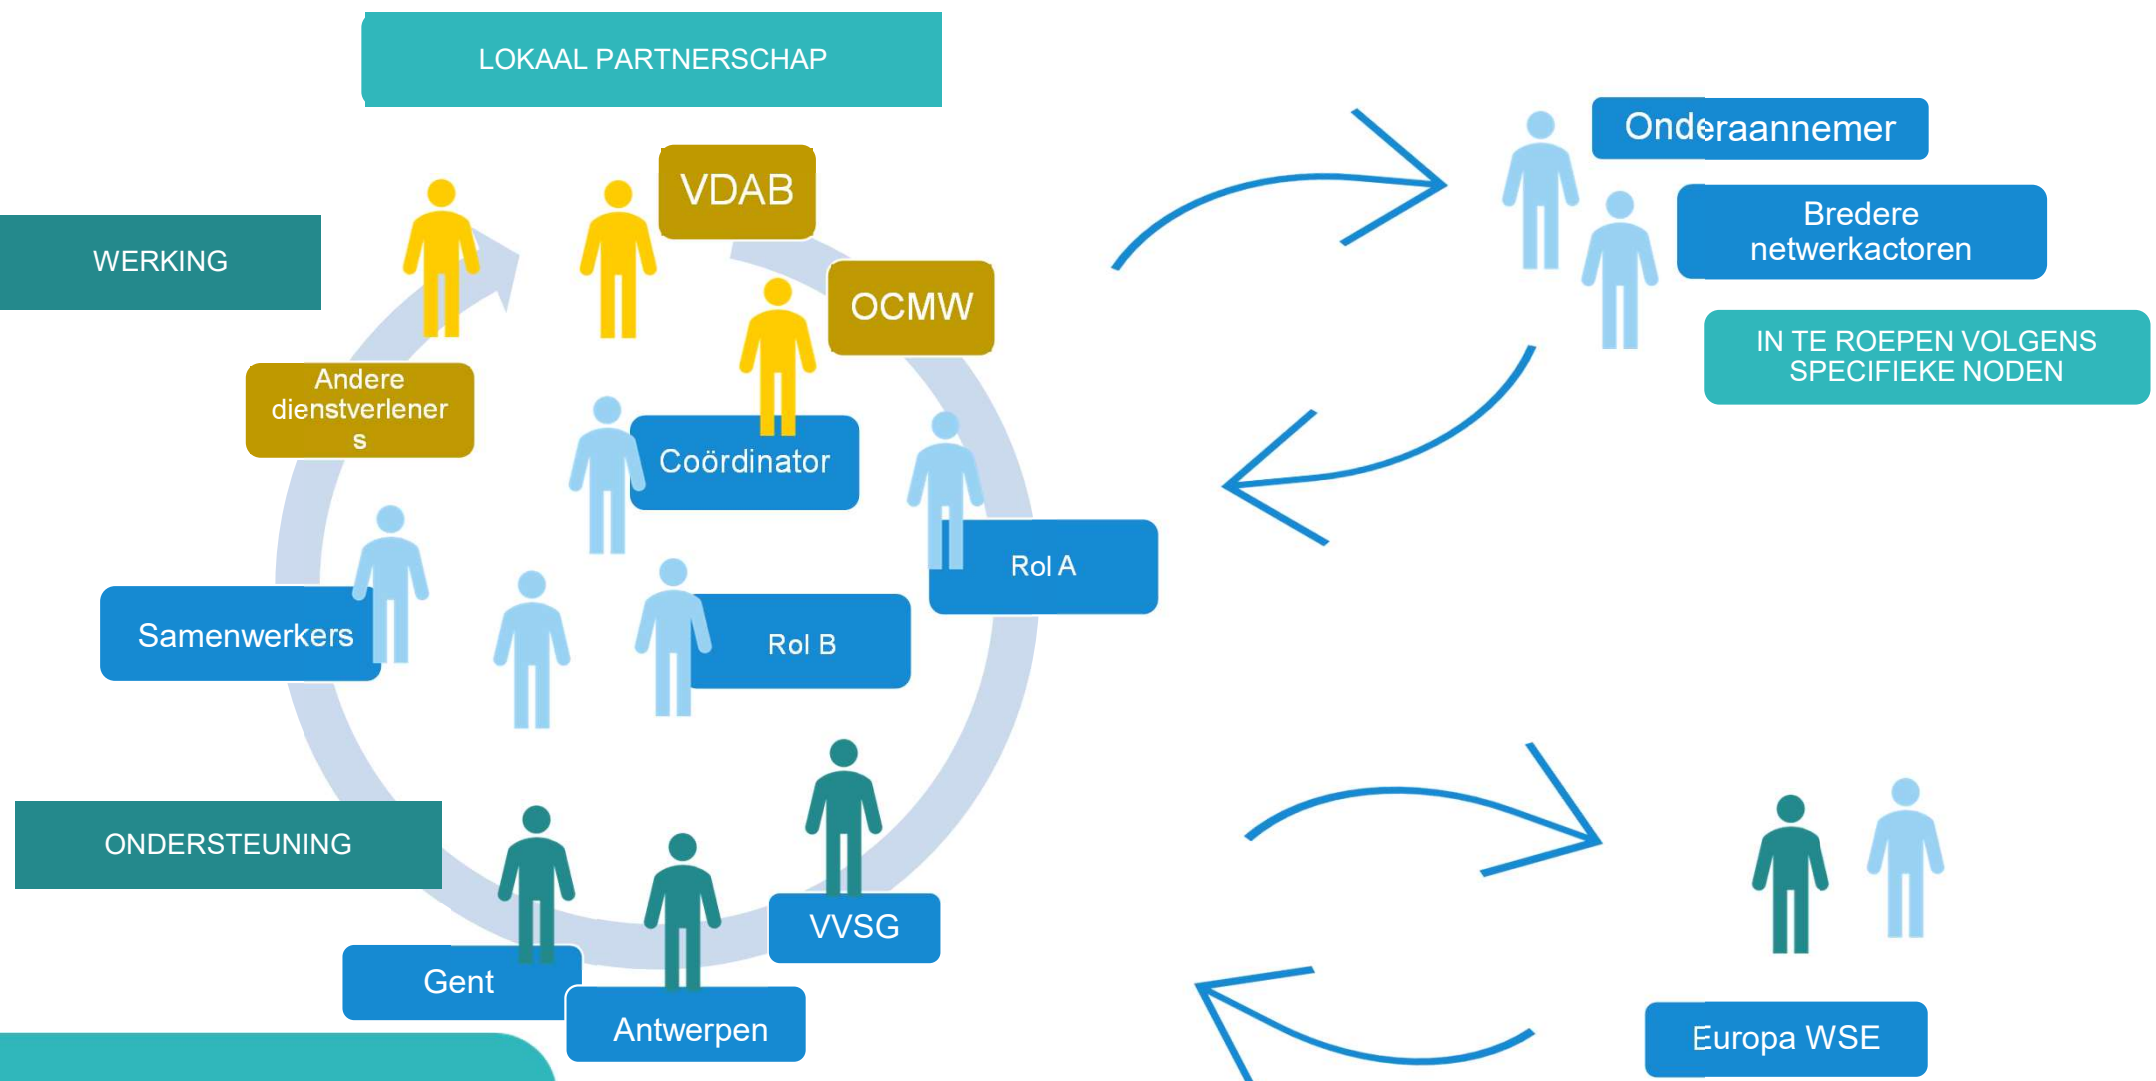 LOKAAL PARTNERSCHAP
Onderaannemer
VDAB
Bredere
netwerkactoren
WERKING
OCMW
IN TE ROEPEN VOLGENS
SPECIFIEKE NODEN
Andere
dienstverlener
s
Coördinator
Rol A
Samenwerkers
Rol B
ONDERSTEUNING
VVSG
Gent
Antwerpen
Europa WSE